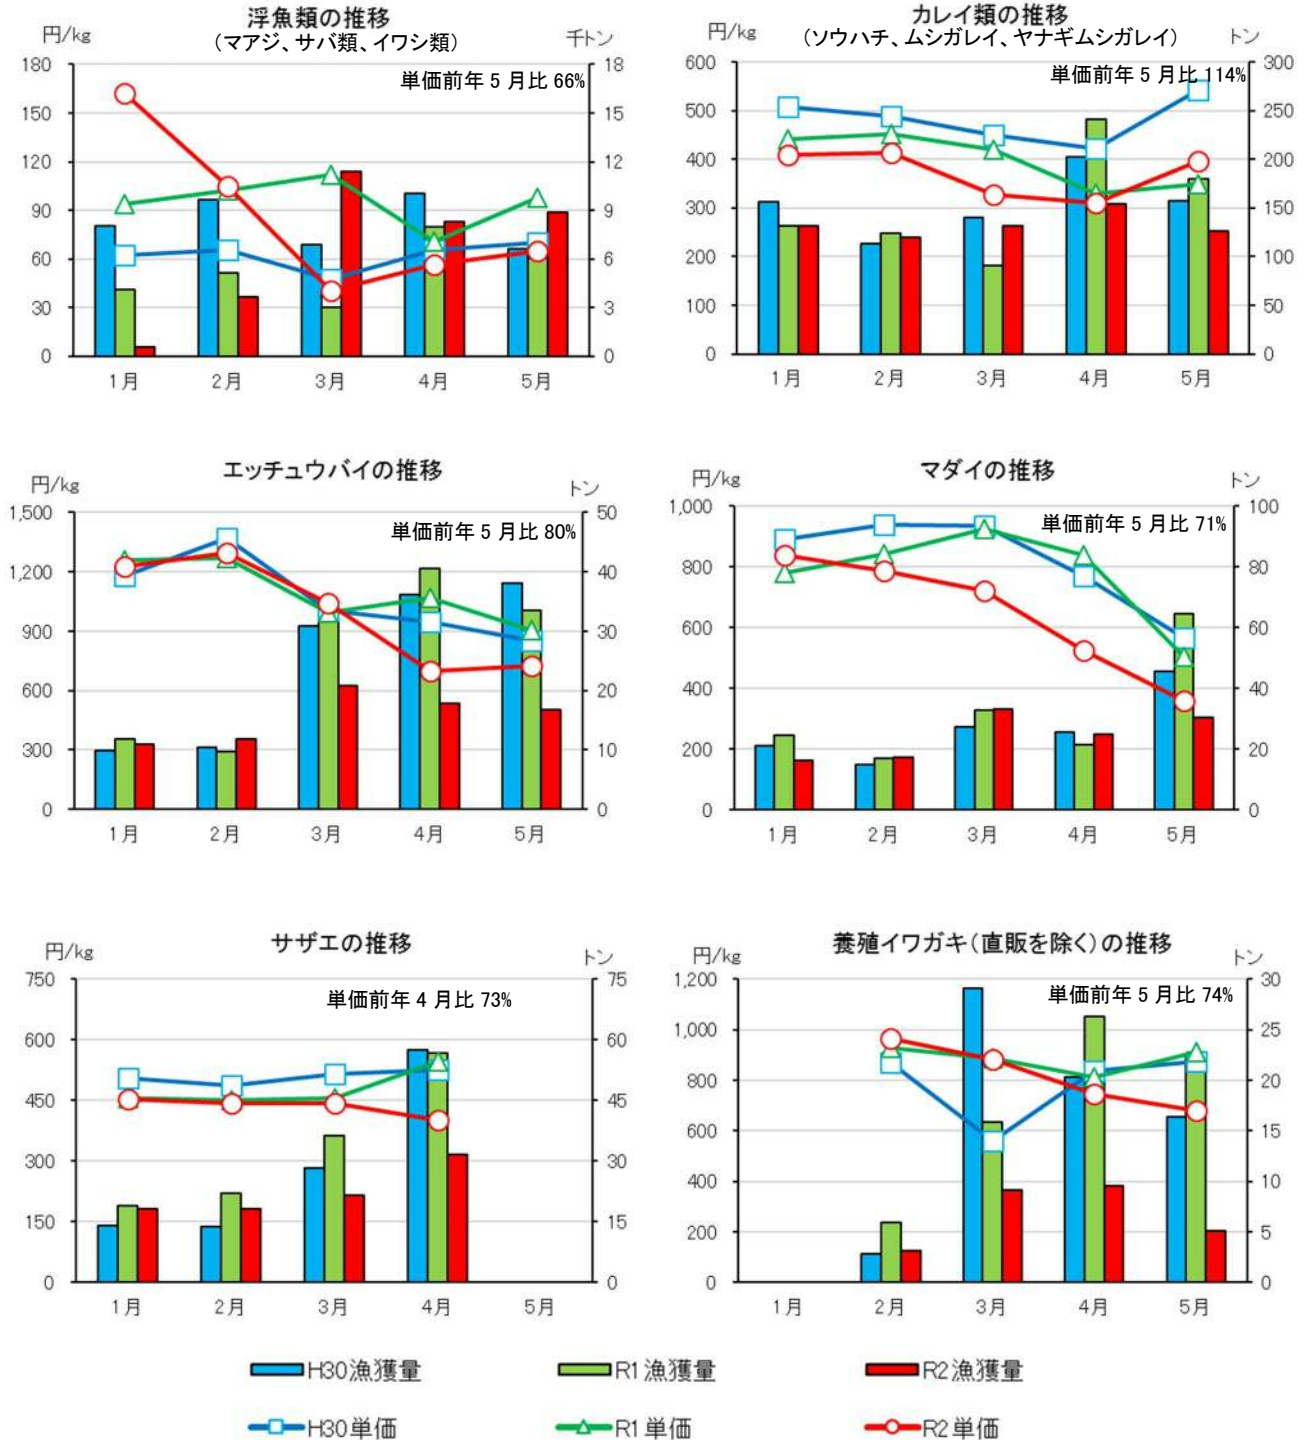 浮魚類の推移
(マアジ、サバ類、イワシ類)
円/kg
千トン
単価前年 5 月比 66%
180
150
120
90
60
30
0
18
15
12
9
6
3
0
1月
2月
3月
4月
5月
カレイ類の推移
(ソウハチ、ムシガレイ、ヤナギムシガレイ)
円/kg
トン
単価前年 5 月比 114%
600
500
400
300
200
100
0
300
250
200
150
100
50
0
1月
2月
3月
4月
5月
エッチュウバイの推移
円/kg
トン
単価前年 5 月比 80%
1,500
1,200
900
600
300
0
50
40
30
20
10
0
1月
2月
3月
4月
5月
マダイの推移
円/kg
トン
単価前年 5 月比 71%
1,000
800
600
400
200
0
100
80
60
40
20
0
1月
2月
3月
4月
5月
サザエの推移
円/kg
トン
単価前年 4 月比 73%
750
600
450
300
150
0
75
60
45
30
15
0
1月
2月
3月
4月
5月
養殖イワガキ(直販を除く)の推移
円/kg
トン
単価前年 5 月比 74%
1,200
1,000
800
600
400
200
0
30
25
20
15
10
5
0
1月
2月
3月
4月
5月
H30漁獲量
R1漁獲量
R2漁獲量
H30単価
R1単価
R2単価